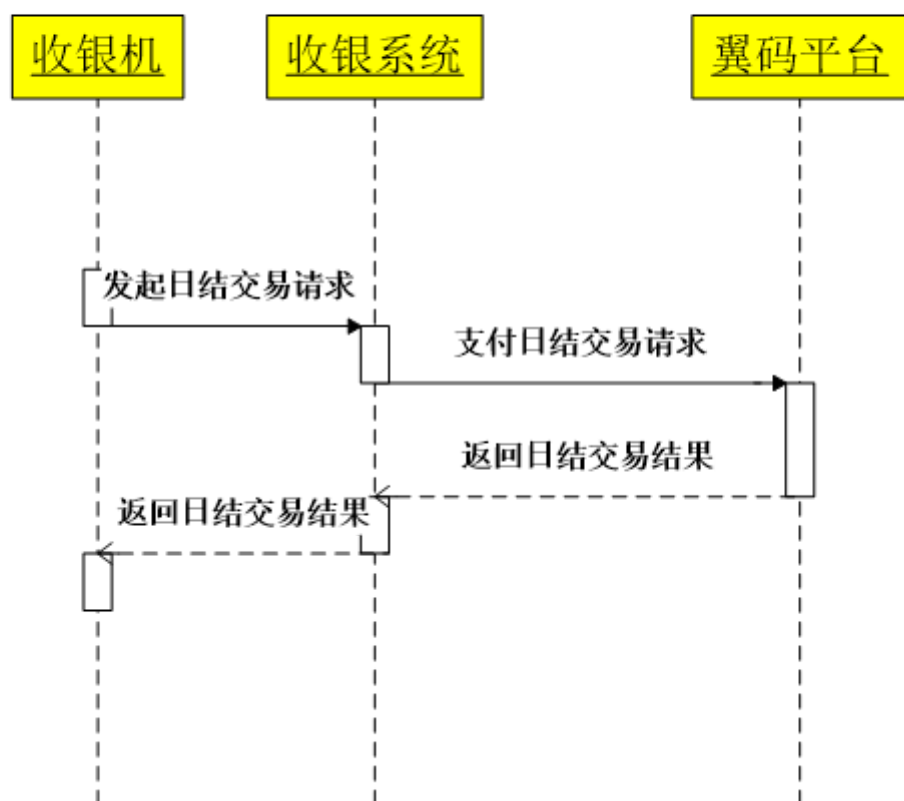 收银机
收银系统
翼码平台
发起日结交易请求
支付日结交易请求
返回日结交易结果
返回日结交易结果